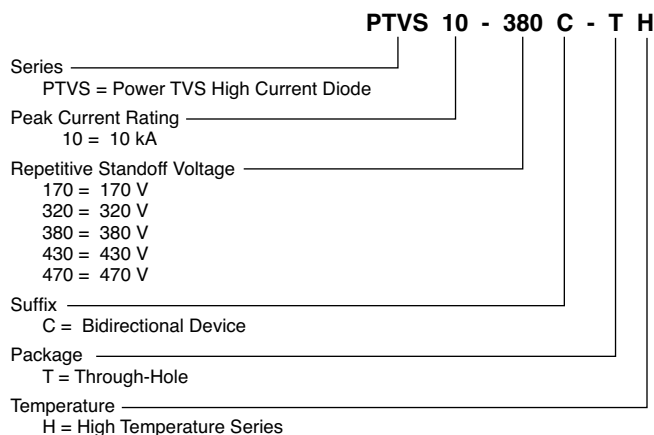 PTVS 10 - 380 C - T H
Series
PTVS = Power TVS High Current Diode
Peak Current Rating
10 = 10 kA
Repetitive Standoff Voltage
170 = 170 V
320 = 320 V
380 = 380 V
430 = 430 V
470 = 470 V
Suffix
C = Bidirectional Device
Package
T = Through-Hole
Temperature
H = High Temperature Series